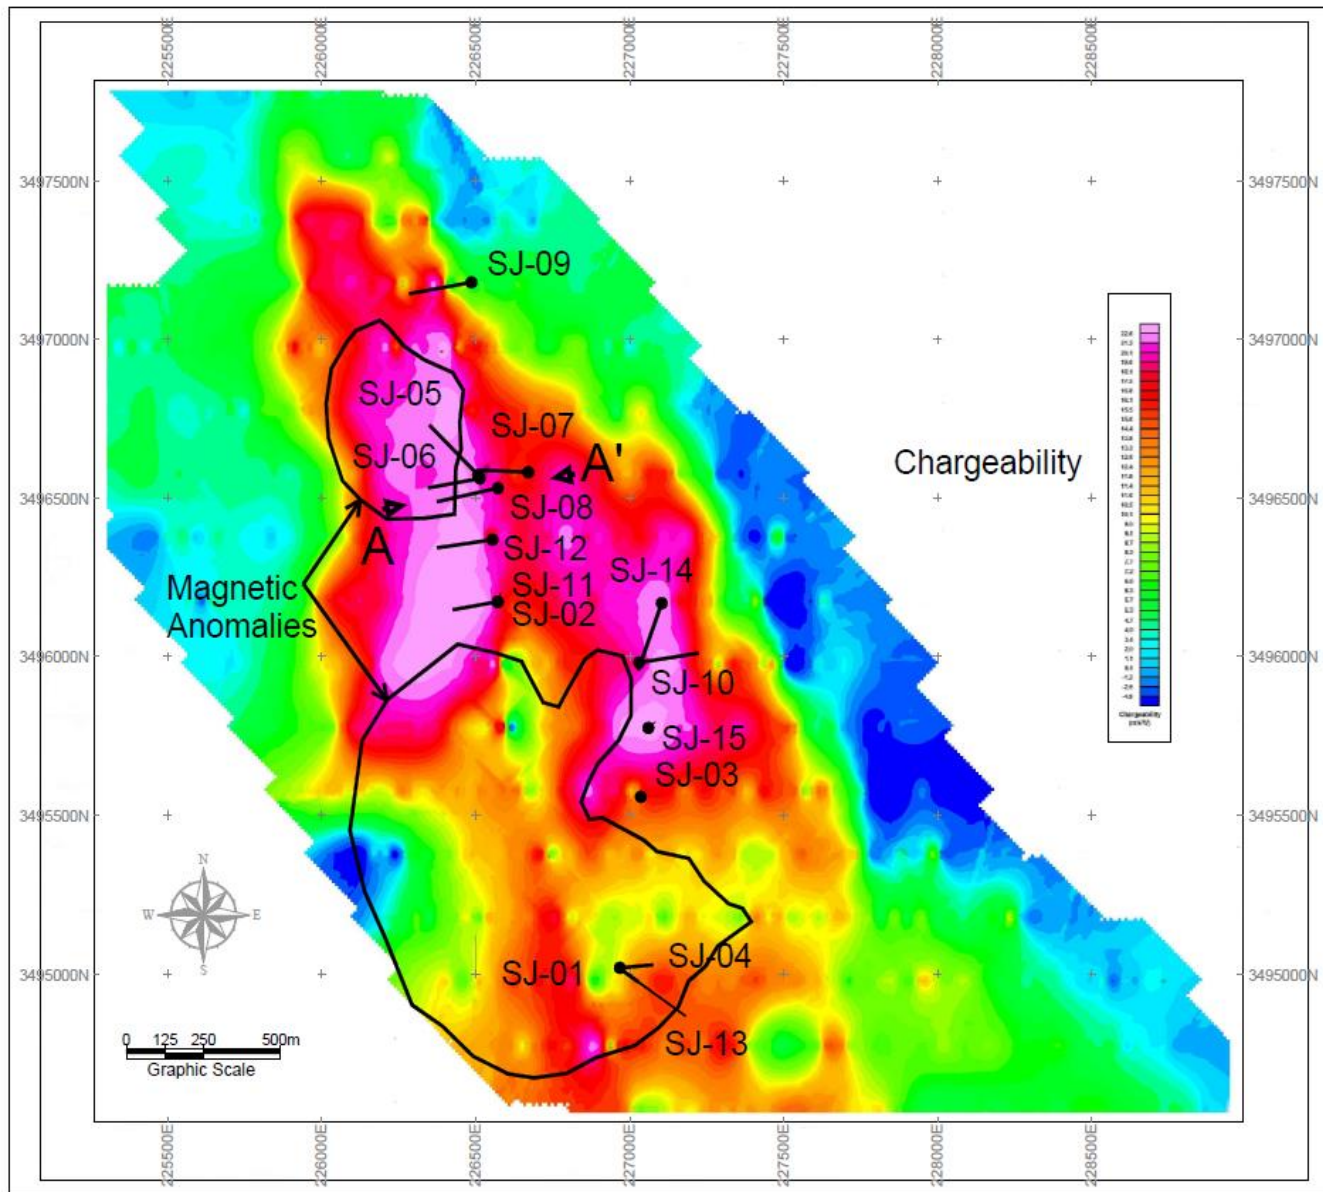 225500E
226000E
226500E
227000E
227500E
228000E
228500E
3497500N
3497500N
SJ-09
3497000N
3497000N
SJ-05
SJ-07
SJ-06
A'
Chargeability
3496500N
3496500N
SJ-08
A
SJ-12
SJ-14
SJ-11
Magnetic
Anomalies
SJ-02
3496000N
3496000N
SJ-10
SJ-15
SJ-03
Chargeability
(mV/V)
3495500N
3495500N
N
W
E
S
SJ-04
SJ-01
3495000N
3495000N
SJ-13
0 125 250 500m
Graphic Scale
225500E
226000E
226500E
227000E
227500E
228000E
228500E